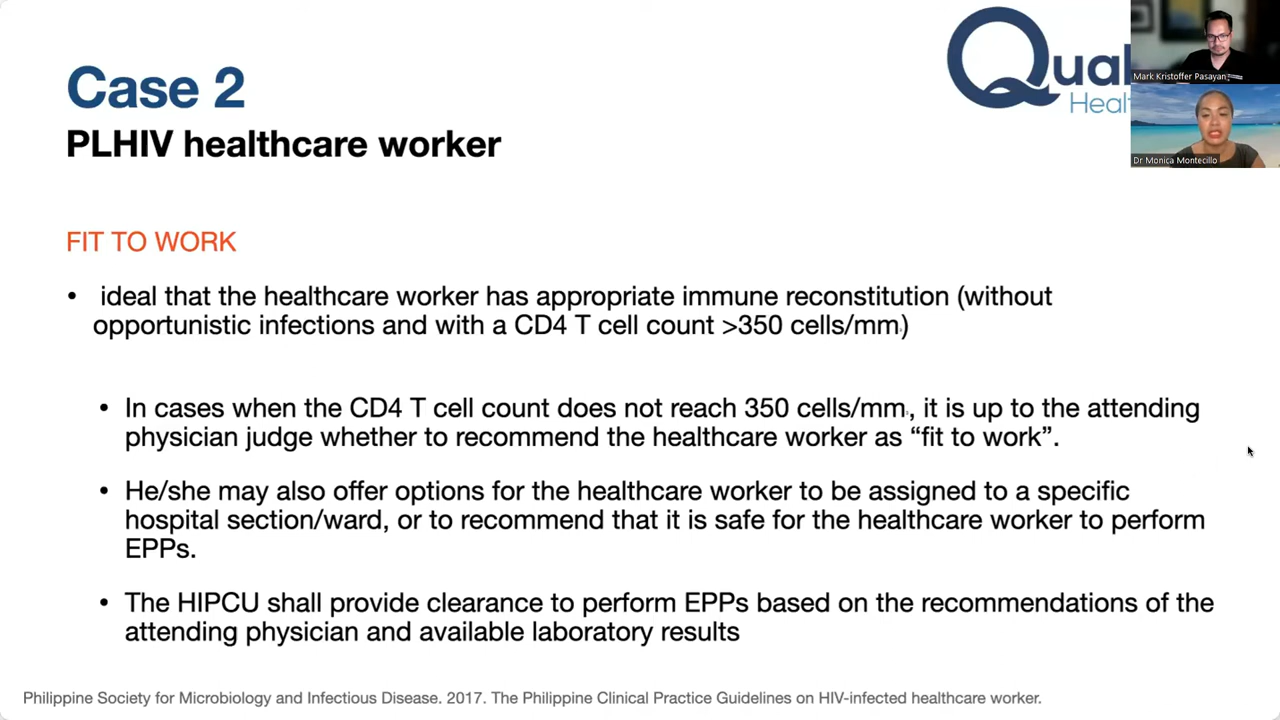 Case 2
PLHIV healthcare worker
FIT TO WORK
• ideal that the healthcare worker has appropriate immune reconstitution (without
opportunistic infections and with a CD4 T cell count >350 cells/mm)
• In cases when the CD4 T cell count does not reach 350 cells/mm, it is up to the attending
physician judge whether to recommend the healthcare worker as “fit to work”.
• He/she may also offer options for the healthcare worker to be assigned to a specific
hospital section/ward, or to recommend that it is safe for the healthcare worker to perform
EPPs.
• The HIPCU shall provide clearance to perform EPPs based on the recommendations of the
attending physician and available laboratory results
Philippine Society for Microbiology and Infectious Disease. 2017. The Philippine Clinical Practice Guidelines on HIV-infected healthcare worker.
Qual
Healt
Mark Kristoffer Pasayan
Dr Monica Montecillo